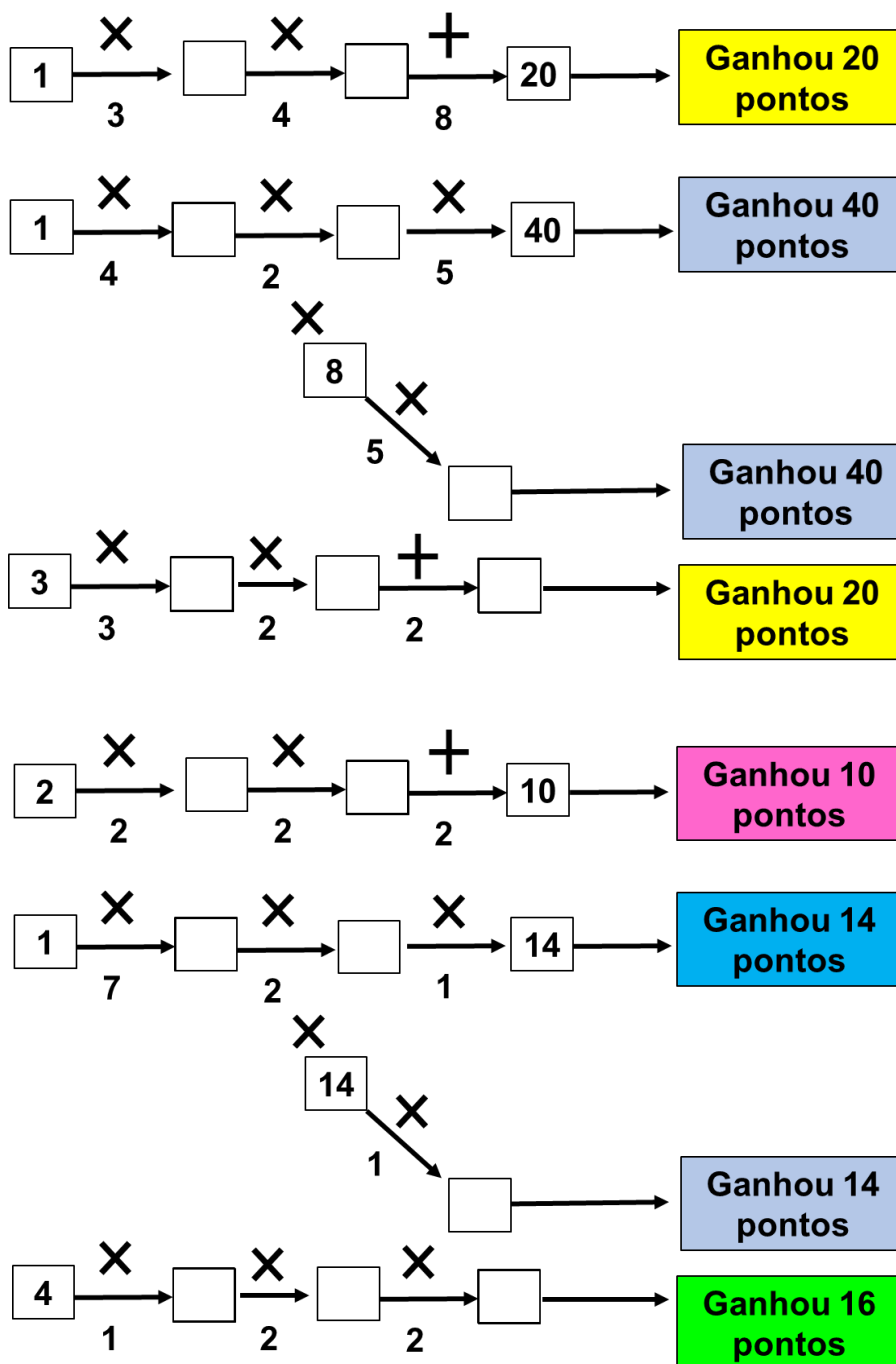 × × +
1 20 Ganhou 20
pontos
3 4 8
× × ×
1 40 Ganhou 40
pontos
4 2 5
×
8 ×
5
Ganhou 40
pontos
× × +
3 Ganhou 20
pontos
3 2 2
× × +
2 10 Ganhou 10
pontos
2 2 2
× × ×
1 14 Ganhou 14
pontos
7 2 1
×
14 ×
1
Ganhou 14
pontos
× × ×
4 Ganhou 16
pontos
1 2 2